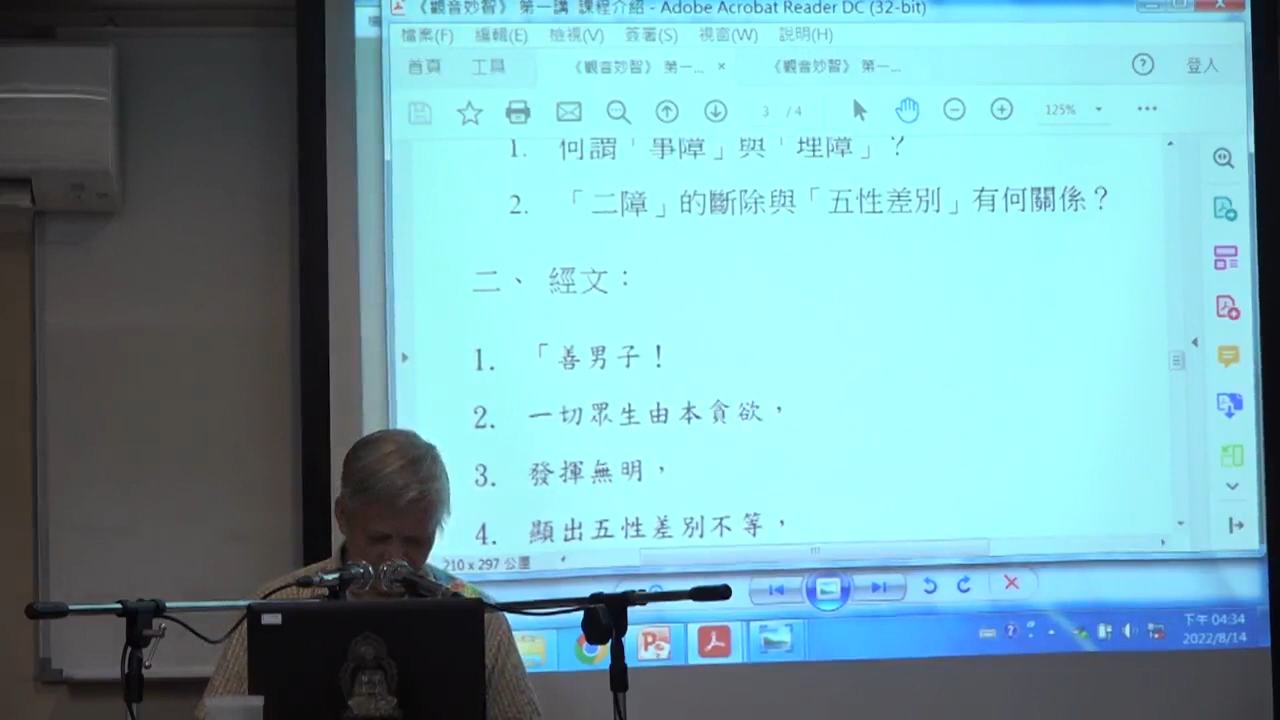 《觀音妙智》 第一講 課程介紹 - Adobe Acrobat Reader DC (32-bit)
檔案(F) 編輯(E) 檢視(V) 簽署(S) 視窗(W) 說明(H)
首頁 工具 《觀音妙智》 第一... × 《觀音妙智》 第一... 登入
3 / 4 125%
1. 何謂「事障」與「理障」？
2. 「二障」的斷除與「五性差別」有何關係？
二、 經文：
1. 「善男子！
2. 一切眾生由本貪欲，
3. 發揮無明，
4. 顯出五性差別不等，
210 x 297 公釐
下午 04:34
2022/8/14